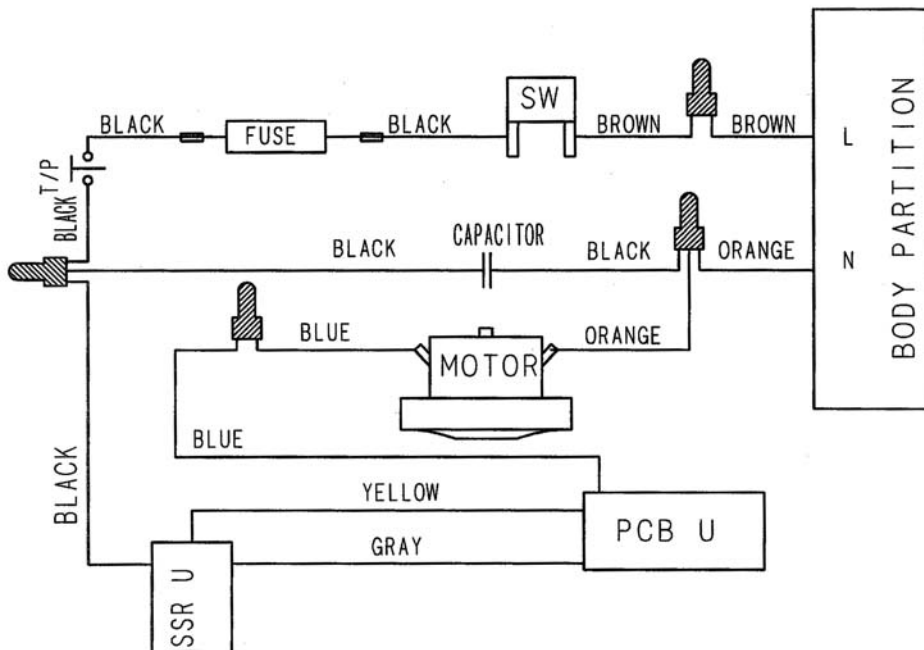 SW
BLACK
FUSE
BLACK
BROWN
BROWN
L
T/P
BLACK
BLACK
CAPACITOR
BLACK
ORANGE
N
BODY PARTITION
BLUE
MOTOR
ORANGE
BLUE
BLACK
YELLOW
PCB U
GRAY
SSR U